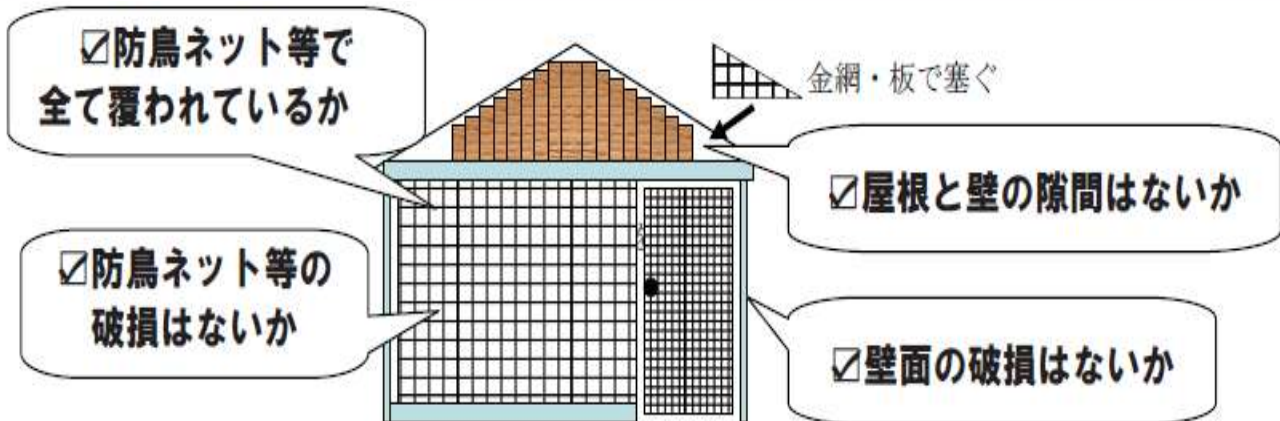 ☑防鳥ネット等で
全て覆われているか
金網・板で塞ぐ
☑屋根と壁の隙間はないか
☑防鳥ネット等の
破損はないか
☑壁面の破損はないか